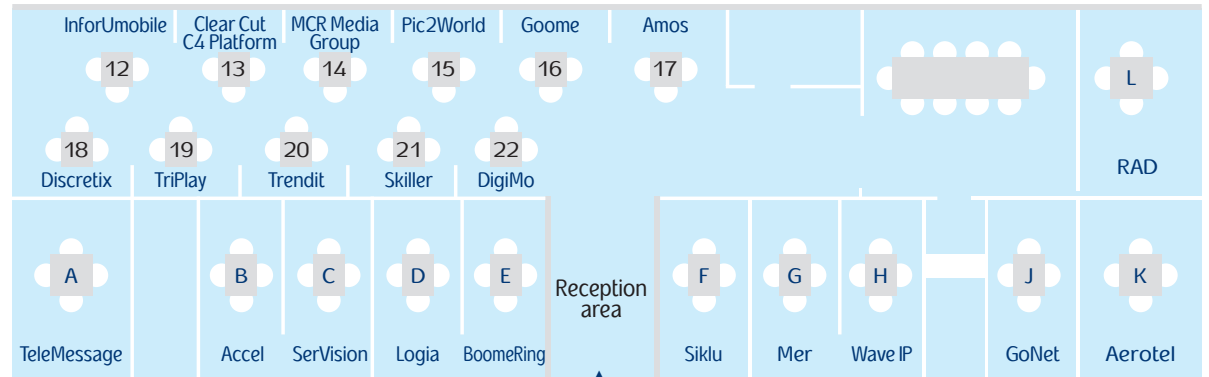 InforUmobile
Clear Cut
C4 Platform
MCR Media
Group
Pic2World
Goome
Amos
12
13
14
15
16
17
L
18
19
20
21
22
Discretix
TriPlay
Trendit
Skiller
DigiMo
RAD
A
B
C
D
E
Reception
area
F
G
H
J
K
TeleMessage
Accel
SerVision
Logia
BoomeRing
Siklu
Mer
Wave IP
GoNet
Aerotel